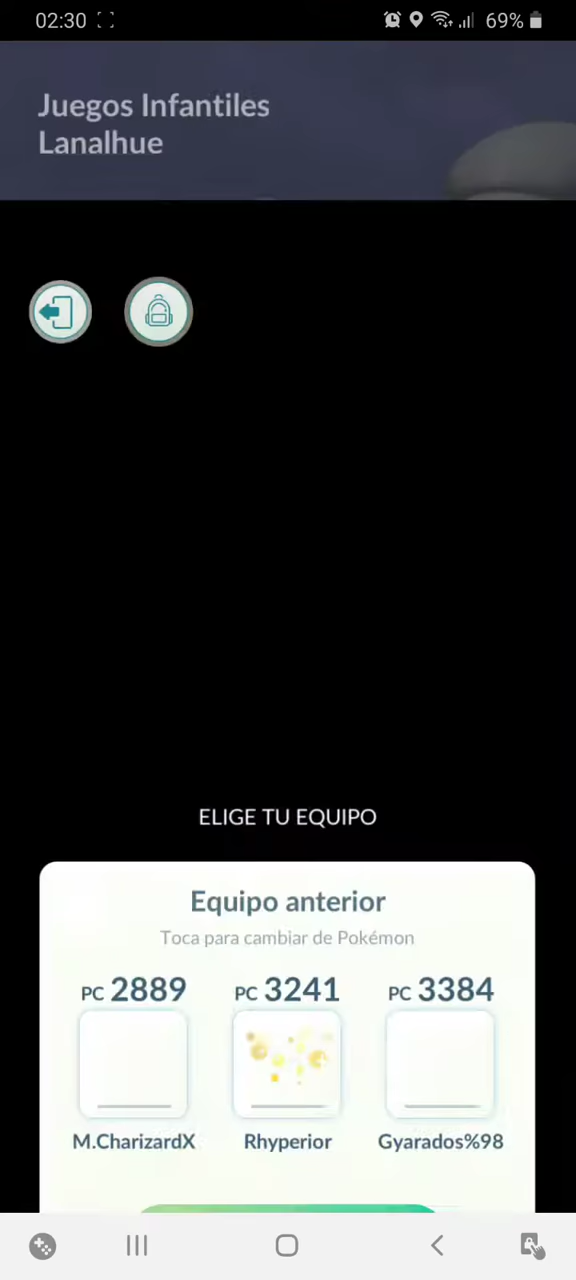 02:30
69%
Juegos Infantiles
Lanalhue
ELIGE TU EQUIPO
Equipo anterior
Toca para cambiar de Pokémon
PC 2889 PC 3241 PC 3384
M.CharizardX Rhyperior Gyarados%98